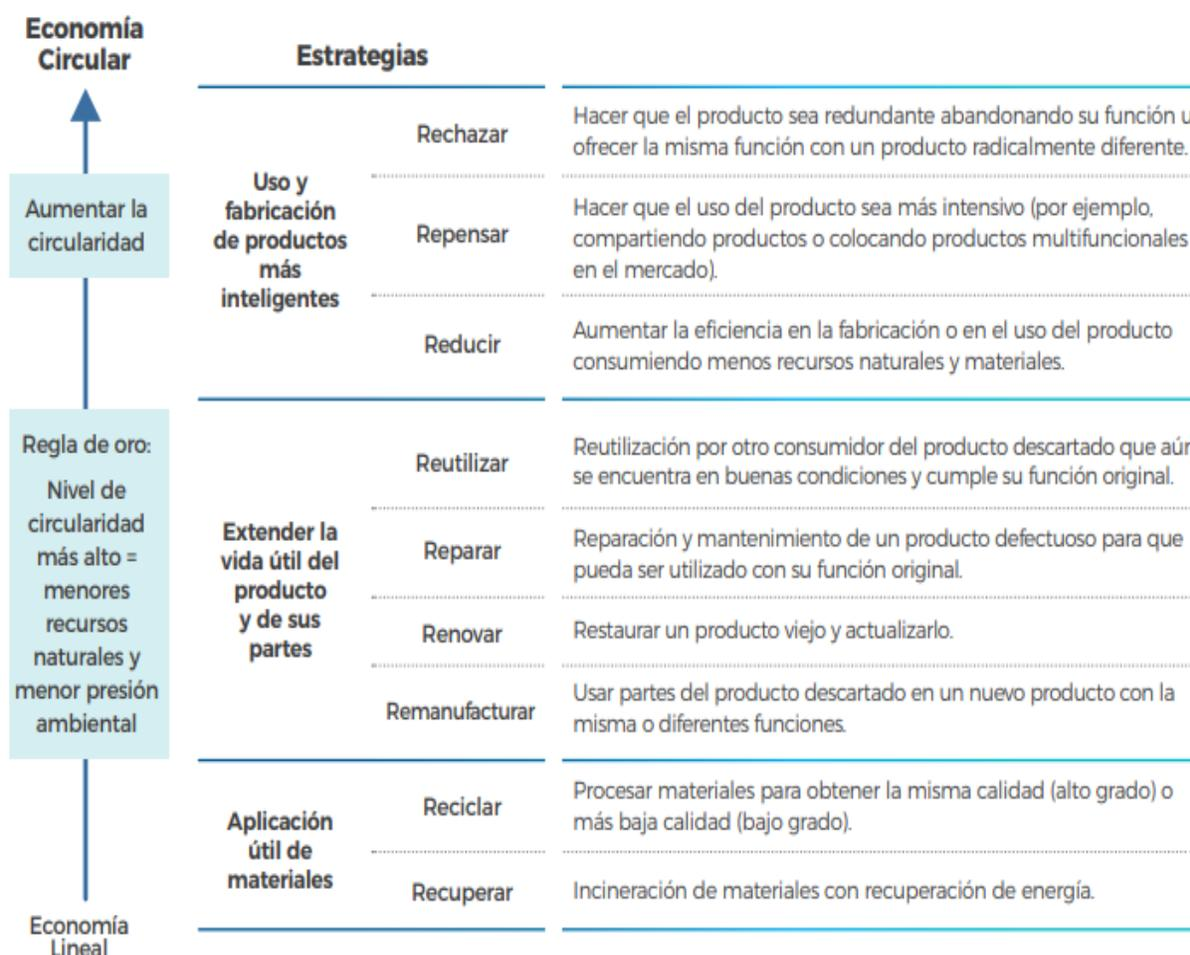 Economía
Circular
Estrategias
Aumentar la
circularidad
Regla de oro:
Nivel de
circularidad
más alto =
menores
recursos
naturales y
menor presión
ambiental
Economía
Lineal
Uso y
fabricación
de productos
más
inteligentes
Rechazar
Hacer que el producto sea redundante abandonando su función u
ofrecer la misma función con un producto radicalmente diferente.
Repensar
Hacer que el uso del producto sea más intensivo (por ejemplo,
compartiendo productos o colocando productos multifuncionales
en el mercado).
Reducir
Aumentar la eficiencia en la fabricación o en el uso del producto
consumiendo menos recursos naturales y materiales.
Extender la
vida útil del
producto
y de sus
partes
Reutilizar
Reutilización por otro consumidor del producto descartado que aún
se encuentra en buenas condiciones y cumple su función original.
Reparar
Reparación y mantenimiento de un producto defectuoso para que
pueda ser utilizado con su función original.
Renovar
Restaurar un producto viejo y actualizarlo.
Remanufacturar
Usar partes del producto descartado en un nuevo producto con la
misma o diferentes funciones.
Aplicación
útil de
materiales
Reciclar
Procesar materiales para obtener la misma calidad (alto grado) o
más baja calidad (bajo grado).
Recuperar
Incineración de materiales con recuperación de energía.